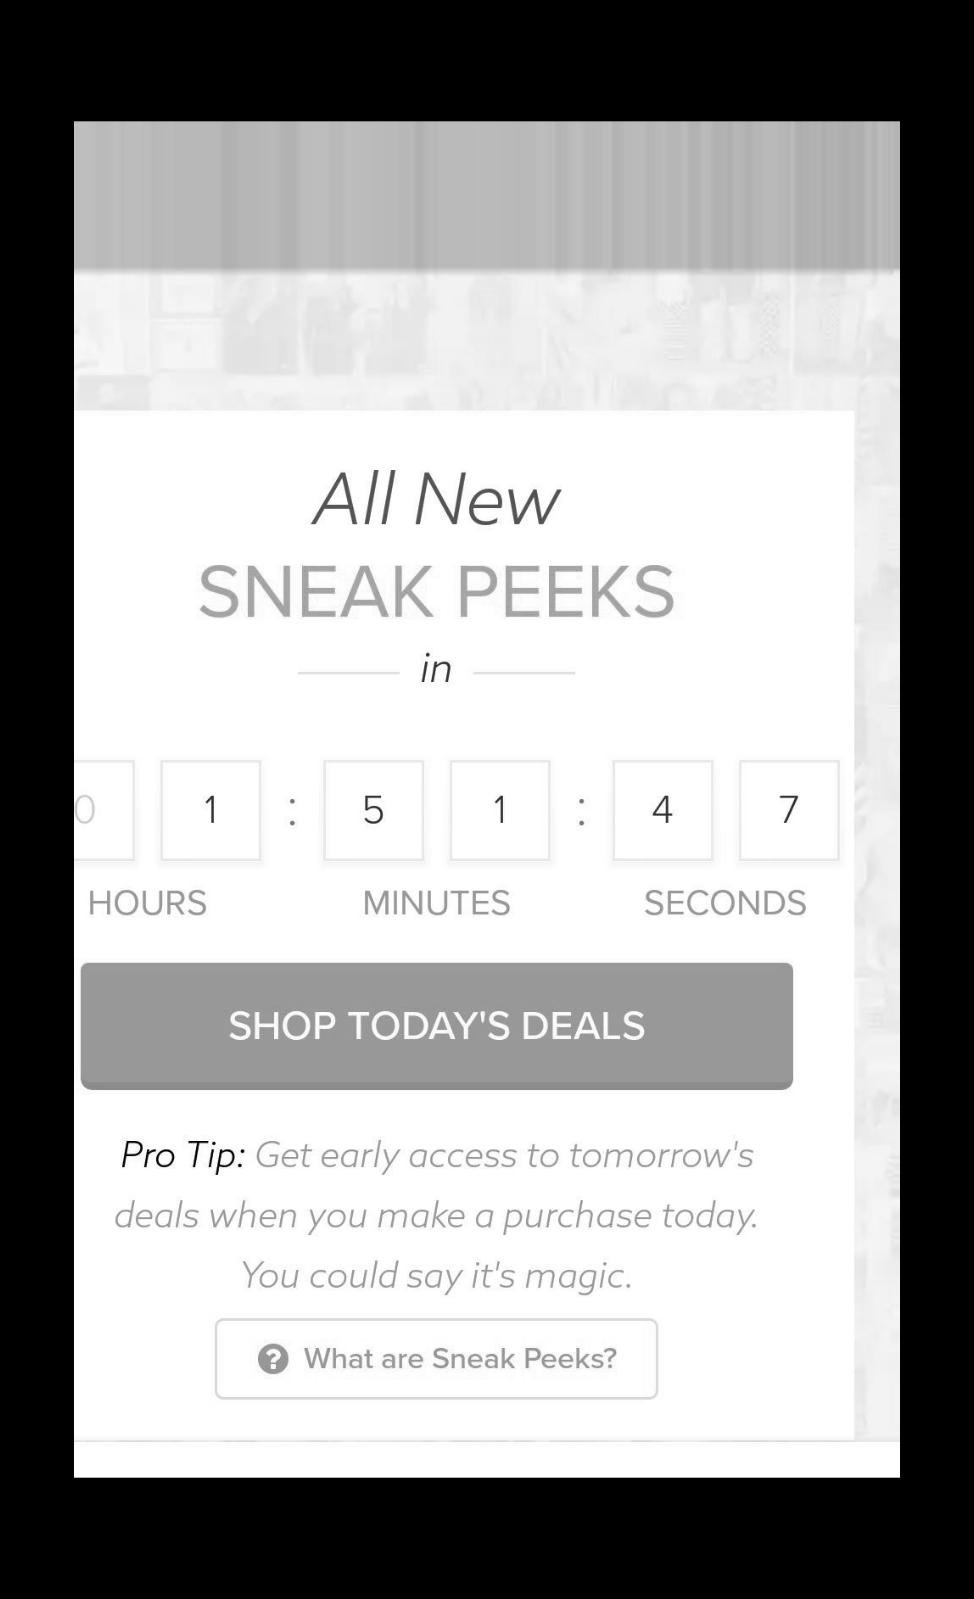 All New
SNEAK PEEKS
in
0 1 : 5 1 : 4 7
HOURS MINUTES SECONDS
SHOP TODAY'S DEALS
Pro Tip: Get early access to tomorrow's
deals when you make a purchase today.
You could say it's magic.
? What are Sneak Peeks?